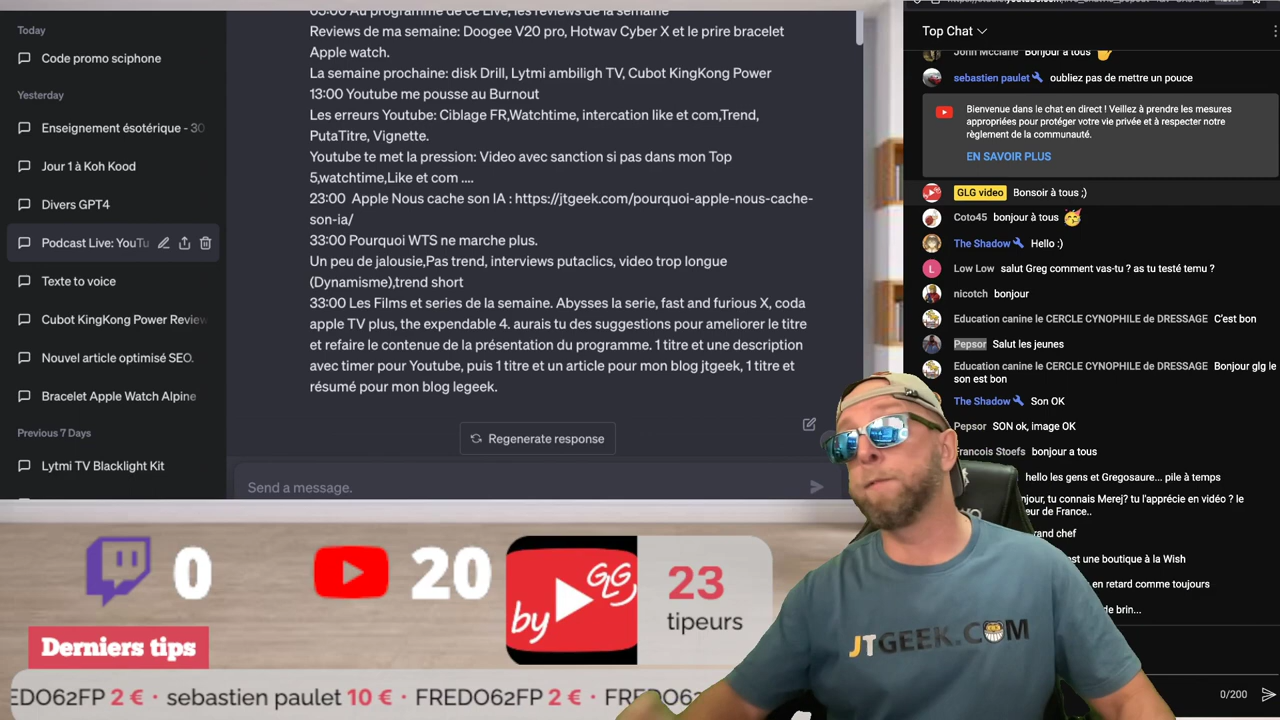 Today
Code promo sciphone
Yesterday
Enseignement ésotérique - 30
Jour 1 à Koh Kood
Divers GPT4
Podcast Live: YouTu
Texte to voice
Cubot KingKong Power Review
Nouvel article optimisé SEO.
Bracelet Apple Watch Alpine
Previous 7 Days
Lytmi TV Blacklight Kit
05:00 Au programme de ce Live, les reviews de la semaine
Reviews de ma semaine: Doogee V20 pro, Hotwav Cyber X et le prire bracelet
Apple watch.
La semaine prochaine: disk Drill, Lytmi ambiligh TV, Cubot KingKong Power
13:00 Youtube me pousse au Burnout
Les erreurs Youtube: Ciblage FR,Watchtime, intercation like et com,Trend,
PutaTitre, Vignette.
Youtube te met la pression: Video avec sanction si pas dans mon Top
5,watchtime,Like et com ....
23:00 Apple Nous cache son IA : https://jtgeek.com/pourquoi-apple-nous-cache-
son-ia/
33:00 Pourquoi WTS ne marche plus.
Un peu de jalousie,Pas trend, interviews putaclics, video trop longue
(Dynamisme),trend short
33:00 Les Films et series de la semaine. Abysses la serie, fast and furious X, coda
apple TV plus, the expendable 4. aurais tu des suggestions pour ameliorer le titre
et refaire le contenue de la présentation du programme. 1 titre et une description
avec timer pour Youtube, puis 1 titre et un article pour mon blog jtgeek, 1 titre et
résumé pour mon blog legeek.
Regenerate response
Send a message.
Top Chat
John Mcclane Bonjour à tous
sebastien paulet oubliez pas de mettre un pouce
Bienvenue dans le chat en direct ! Veillez à prendre les mesures
appropriées pour protéger votre vie privée et à respecter notre
règlement de la communauté.
EN SAVOIR PLUS
GLG video Bonsoir à tous ;)
Coto45 bonjour à tous
The Shadow Hello :)
L Low Low salut Greg comment vas-tu ? as tu testé temu ?
nicotch bonjour
Education canine le CERCLE CYNOPHILE de DRESSAGE C'est bon
Pepsor Salut les jeunes
Education canine le CERCLE CYNOPHILE de DRESSAGE Bonjour glg le
son est bon
The Shadow Son OK
Pepsor SON ok, image OK
Francois Stoefs bonjour a tous
hello les gens et Gregosaure... pile à temps
njour, tu connais Merej? tu l'apprécie en vidéo ? le
eur de France..
rand chef
est une boutique à la Wish
en retard comme toujours
de brin...
0/200
0
20
by GLG
23
tipeurs
JTGEEK.COM
Derniers tips
EDO62FP 2 € · sebastien paulet 10 € · FREDO62FP 2 € · FREDO62